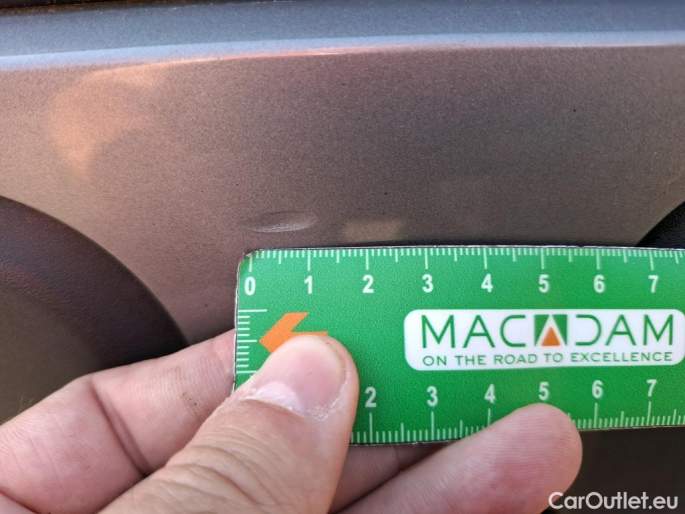 0 1 2 3 4 5 6 7
MACADAM
ON THE ROAD TO EXCELLENCE
2 3 4 5 6 7
CarOutlet.eu